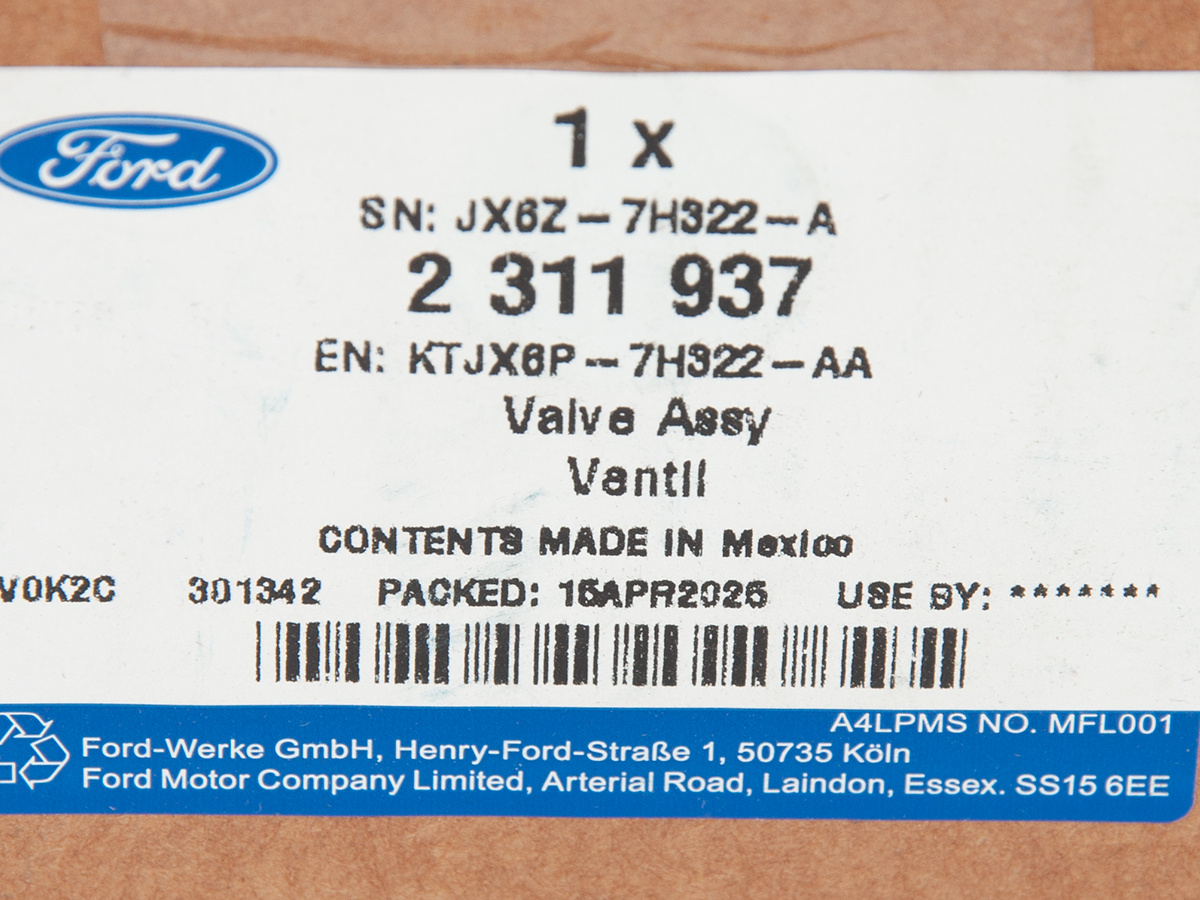 Ford
1 x
SN: JX6Z-7H322-A
2 311 937
EN: KTJX6P-7H322-AA
Valve Assy
Ventil
CONTENTS MADE IN Mexico
V0K2C 301342 PACKED: 15APR2025 USE BY: *******
A4LPMS NO. MFL001
Ford-Werke GmbH, Henry-Ford-Straße 1, 50735 Köln
Ford Motor Company Limited, Arterial Road, Laindon, Essex. SS15 6EE